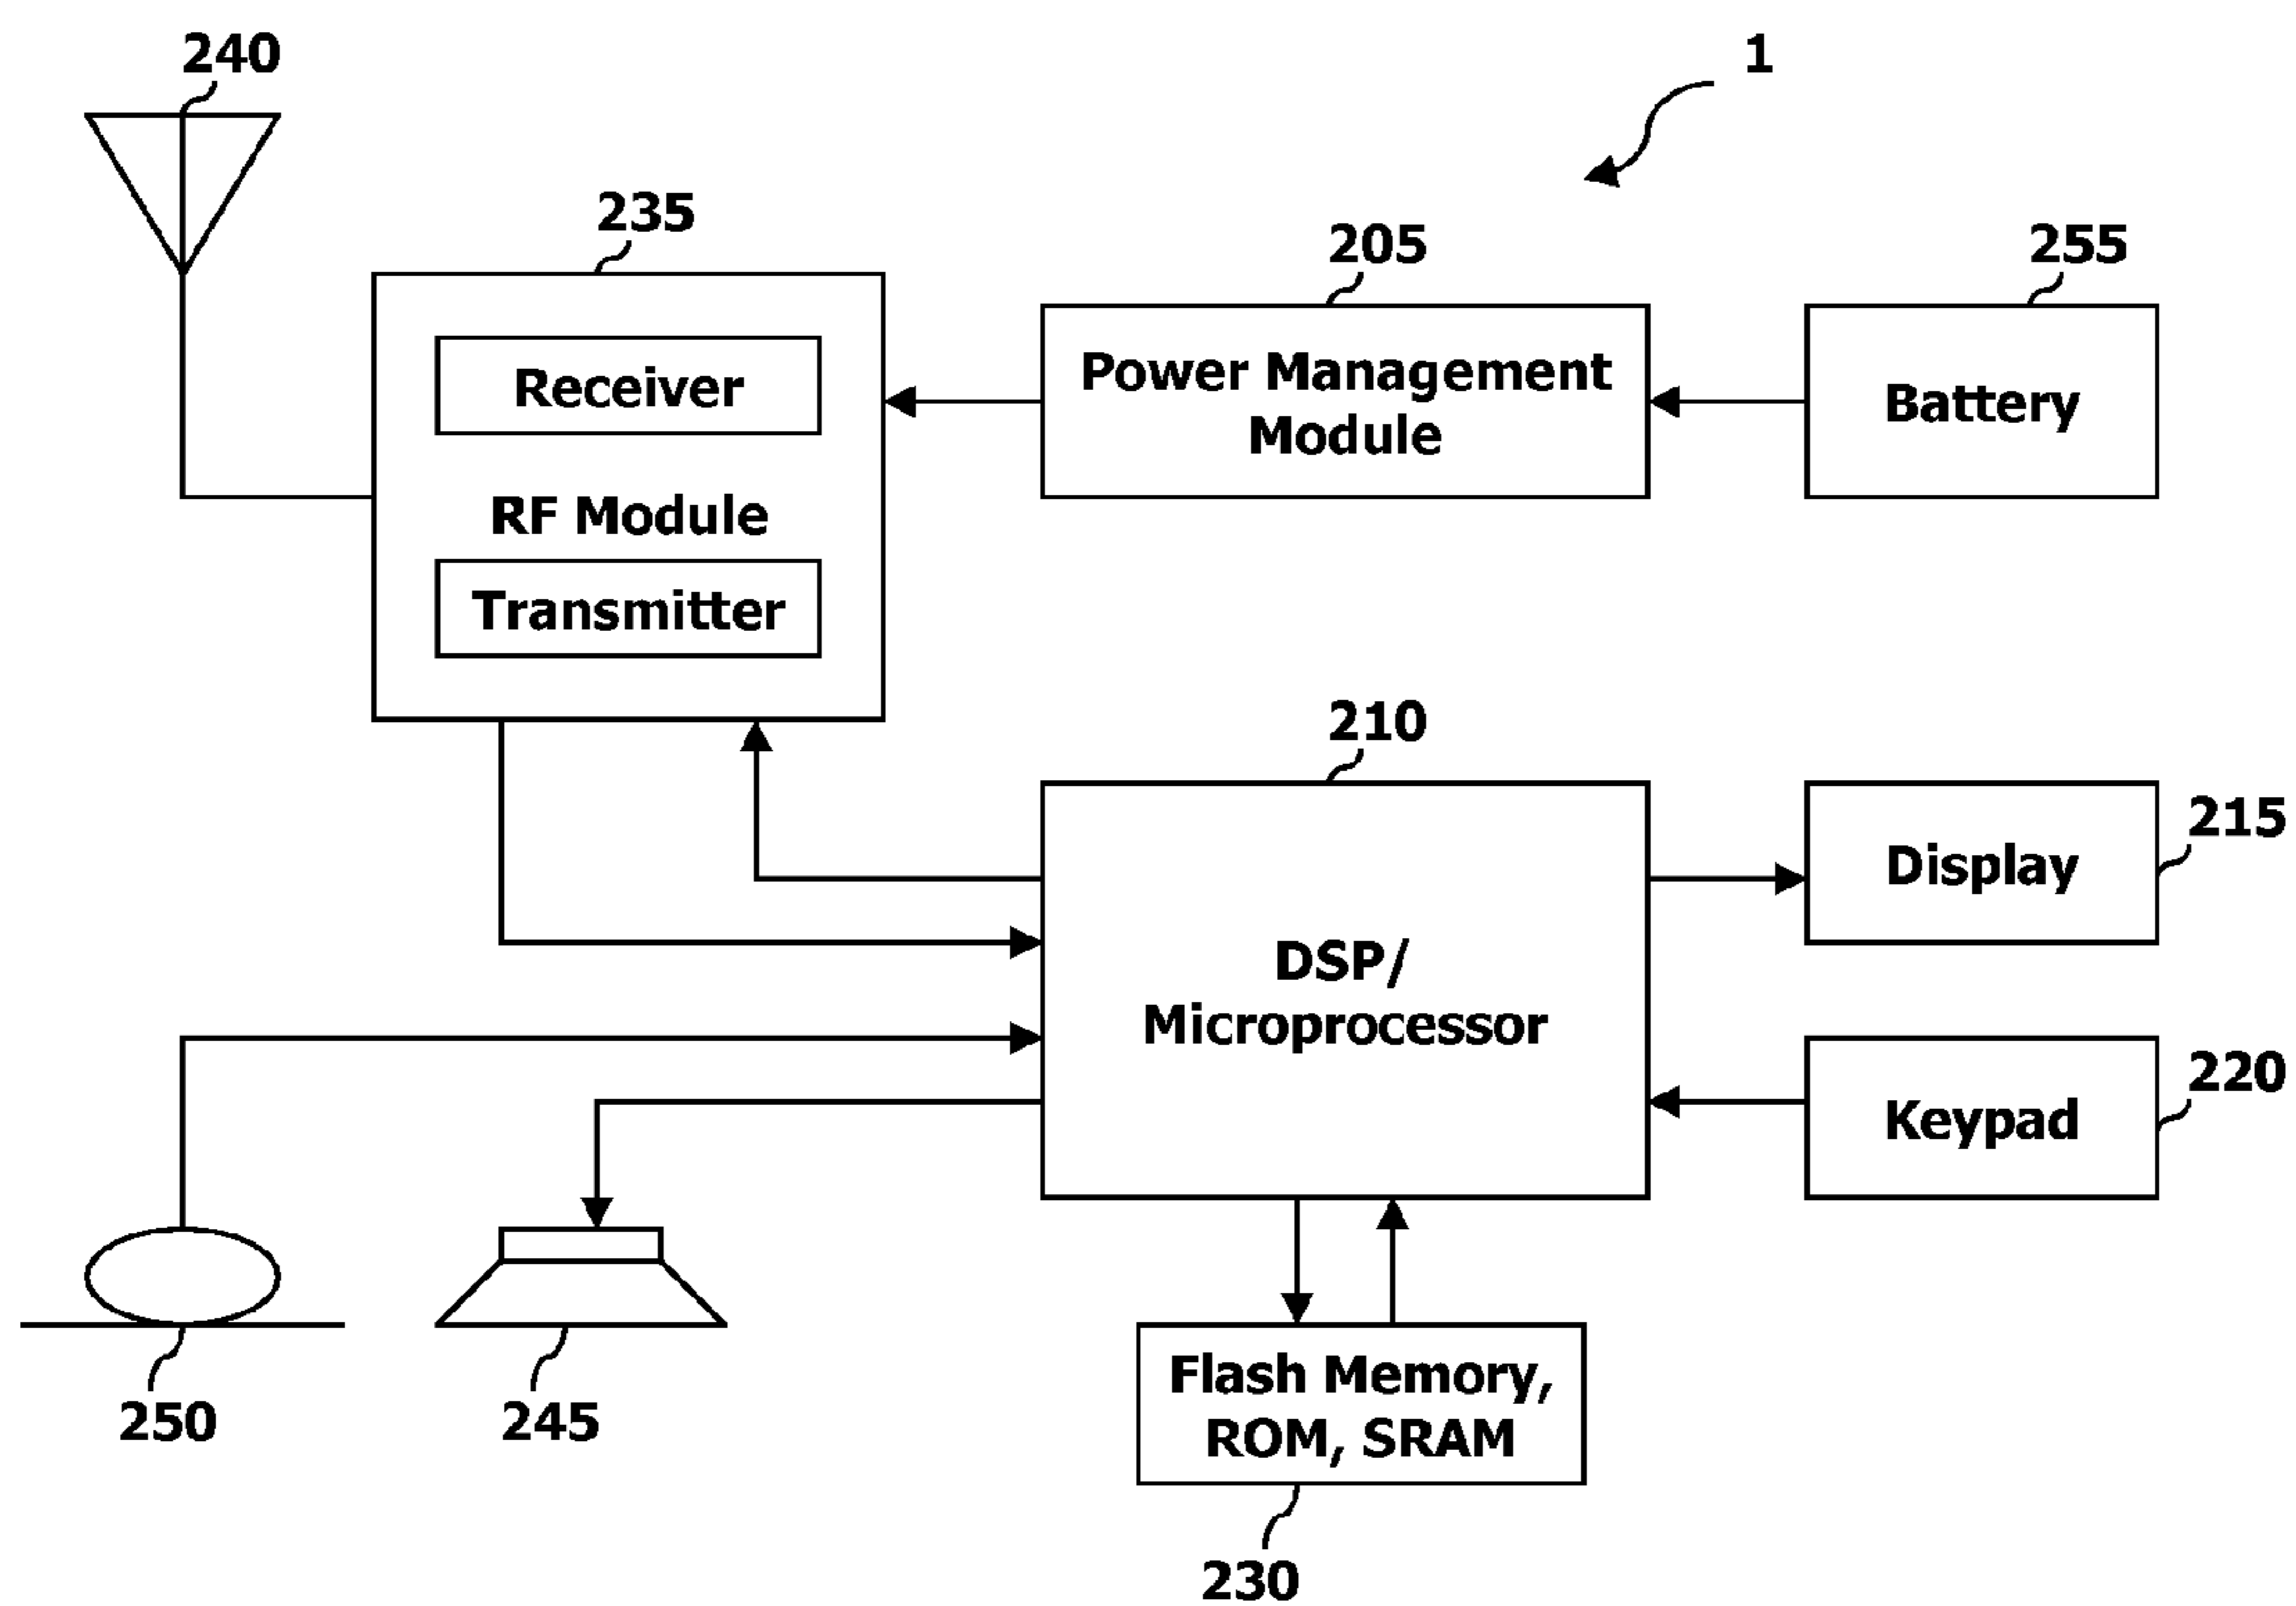 240
1
235
205
255
Receiver
Power Management
Module
Battery
RF Module
Transmitter
210
215
Display
DSP/
Microprocessor
220
Keypad
Flash Memory,
ROM, SRAM
250
245
230